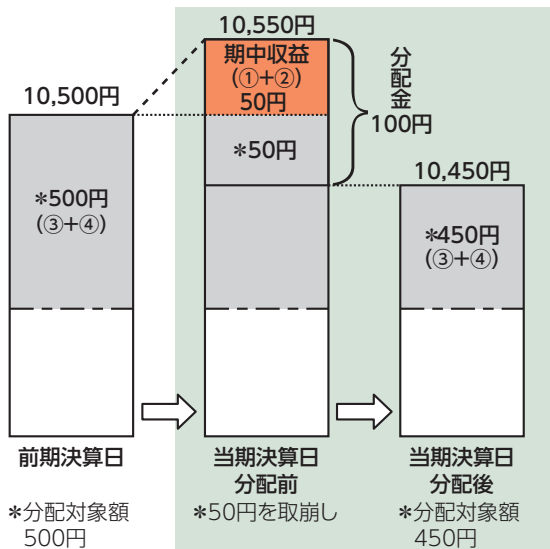 10,500円
*500円
(③+④)
前期決算日
*分配対象額
500円
10,550円
期中収益
(①+②)
50円
*50円
分配金
100円
当期決算日
分配前
*50円を取崩し
10,450円
*450円
(③+④)
当期決算日
分配後
*分配対象額
450円